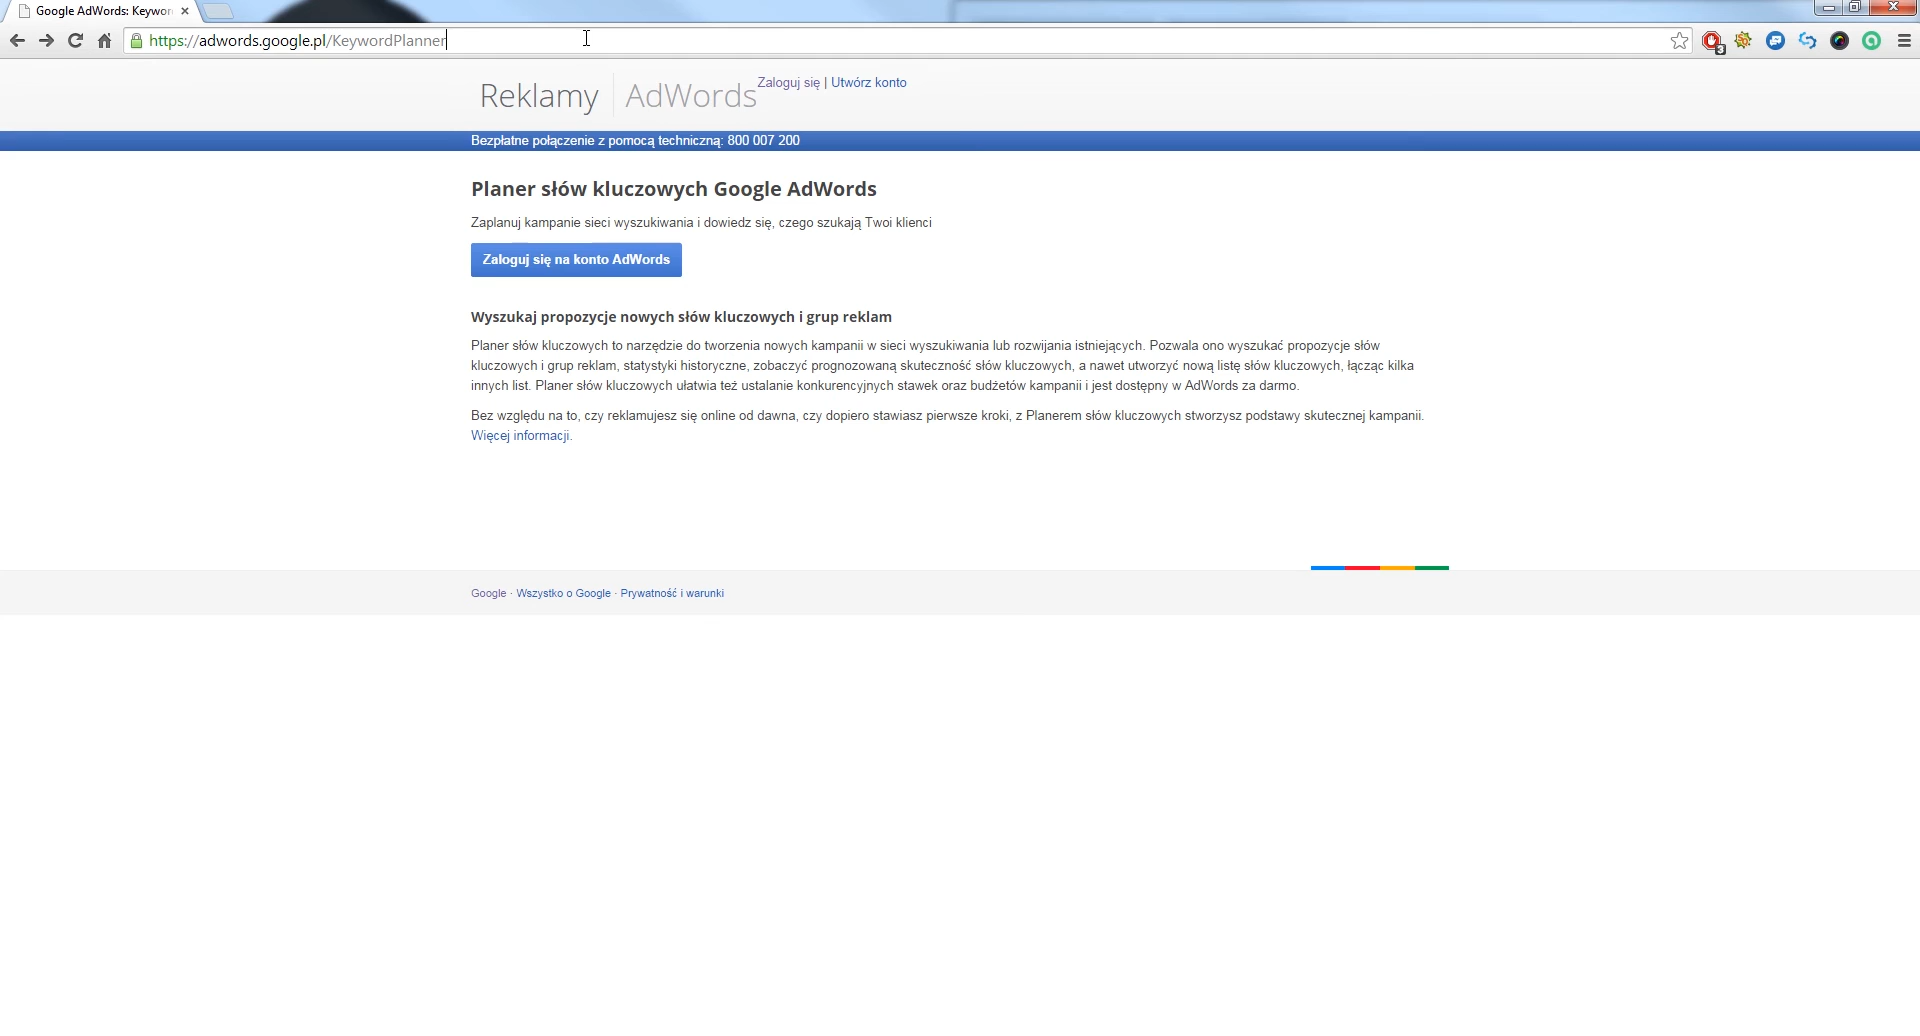 Google AdWords: Keywor
https://adwords.google.pl/KeywordPlanner
3
Reklamy AdWords
Zaloguj się | Utwórz konto
Bezpłatne połączenie z pomocą techniczną: 800 007 200
Planer słów kluczowych Google AdWords
Zaplanuj kampanie sieci wyszukiwania i dowiedz się, czego szukają Twoi klienci
Zaloguj się na konto AdWords
Wyszukaj propozycje nowych słów kluczowych i grup reklam
Planer słów kluczowych to narzędzie do tworzenia nowych kampanii w sieci wyszukiwania lub rozwijania istniejących. Pozwala ono wyszukać propozycje słów
kluczowych i grup reklam, statystyki historyczne, zobaczyć prognozowaną skuteczność słów kluczowych, a nawet utworzyć nową listę słów kluczowych, łącząc kilka
innych list. Planer słów kluczowych ułatwia też ustalanie konkurencyjnych stawek oraz budżetów kampanii i jest dostępny w AdWords za darmo.
Bez względu na to, czy reklamujesz się online od dawna, czy dopiero stawiasz pierwsze kroki, z Planerem słów kluczowych stworzysz podstawy skutecznej kampanii.
Więcej informacji.
Google · Wszystko o Google · Prywatność i warunki